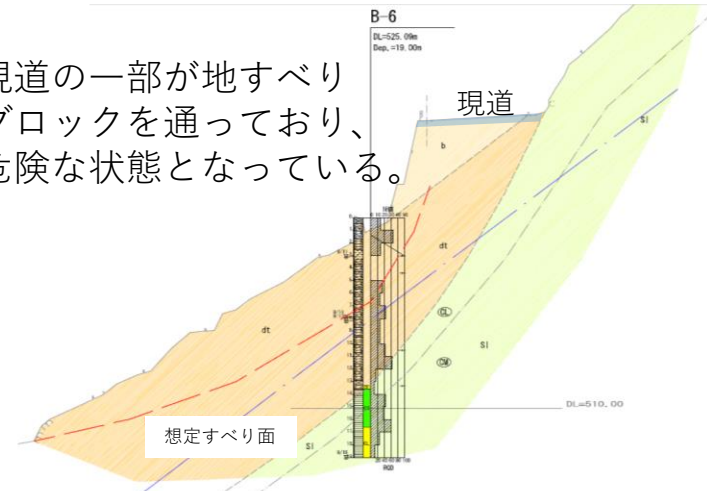 B-6
DL=525.09m
Dep.=19.00m
現道の一部が地すべり
ブロックを通っており、
危険な状態となっている。
現道
Sl
b
dt
dt
CL
Sl
CM
DL=510.00
想定すべり面
Sl
RQD